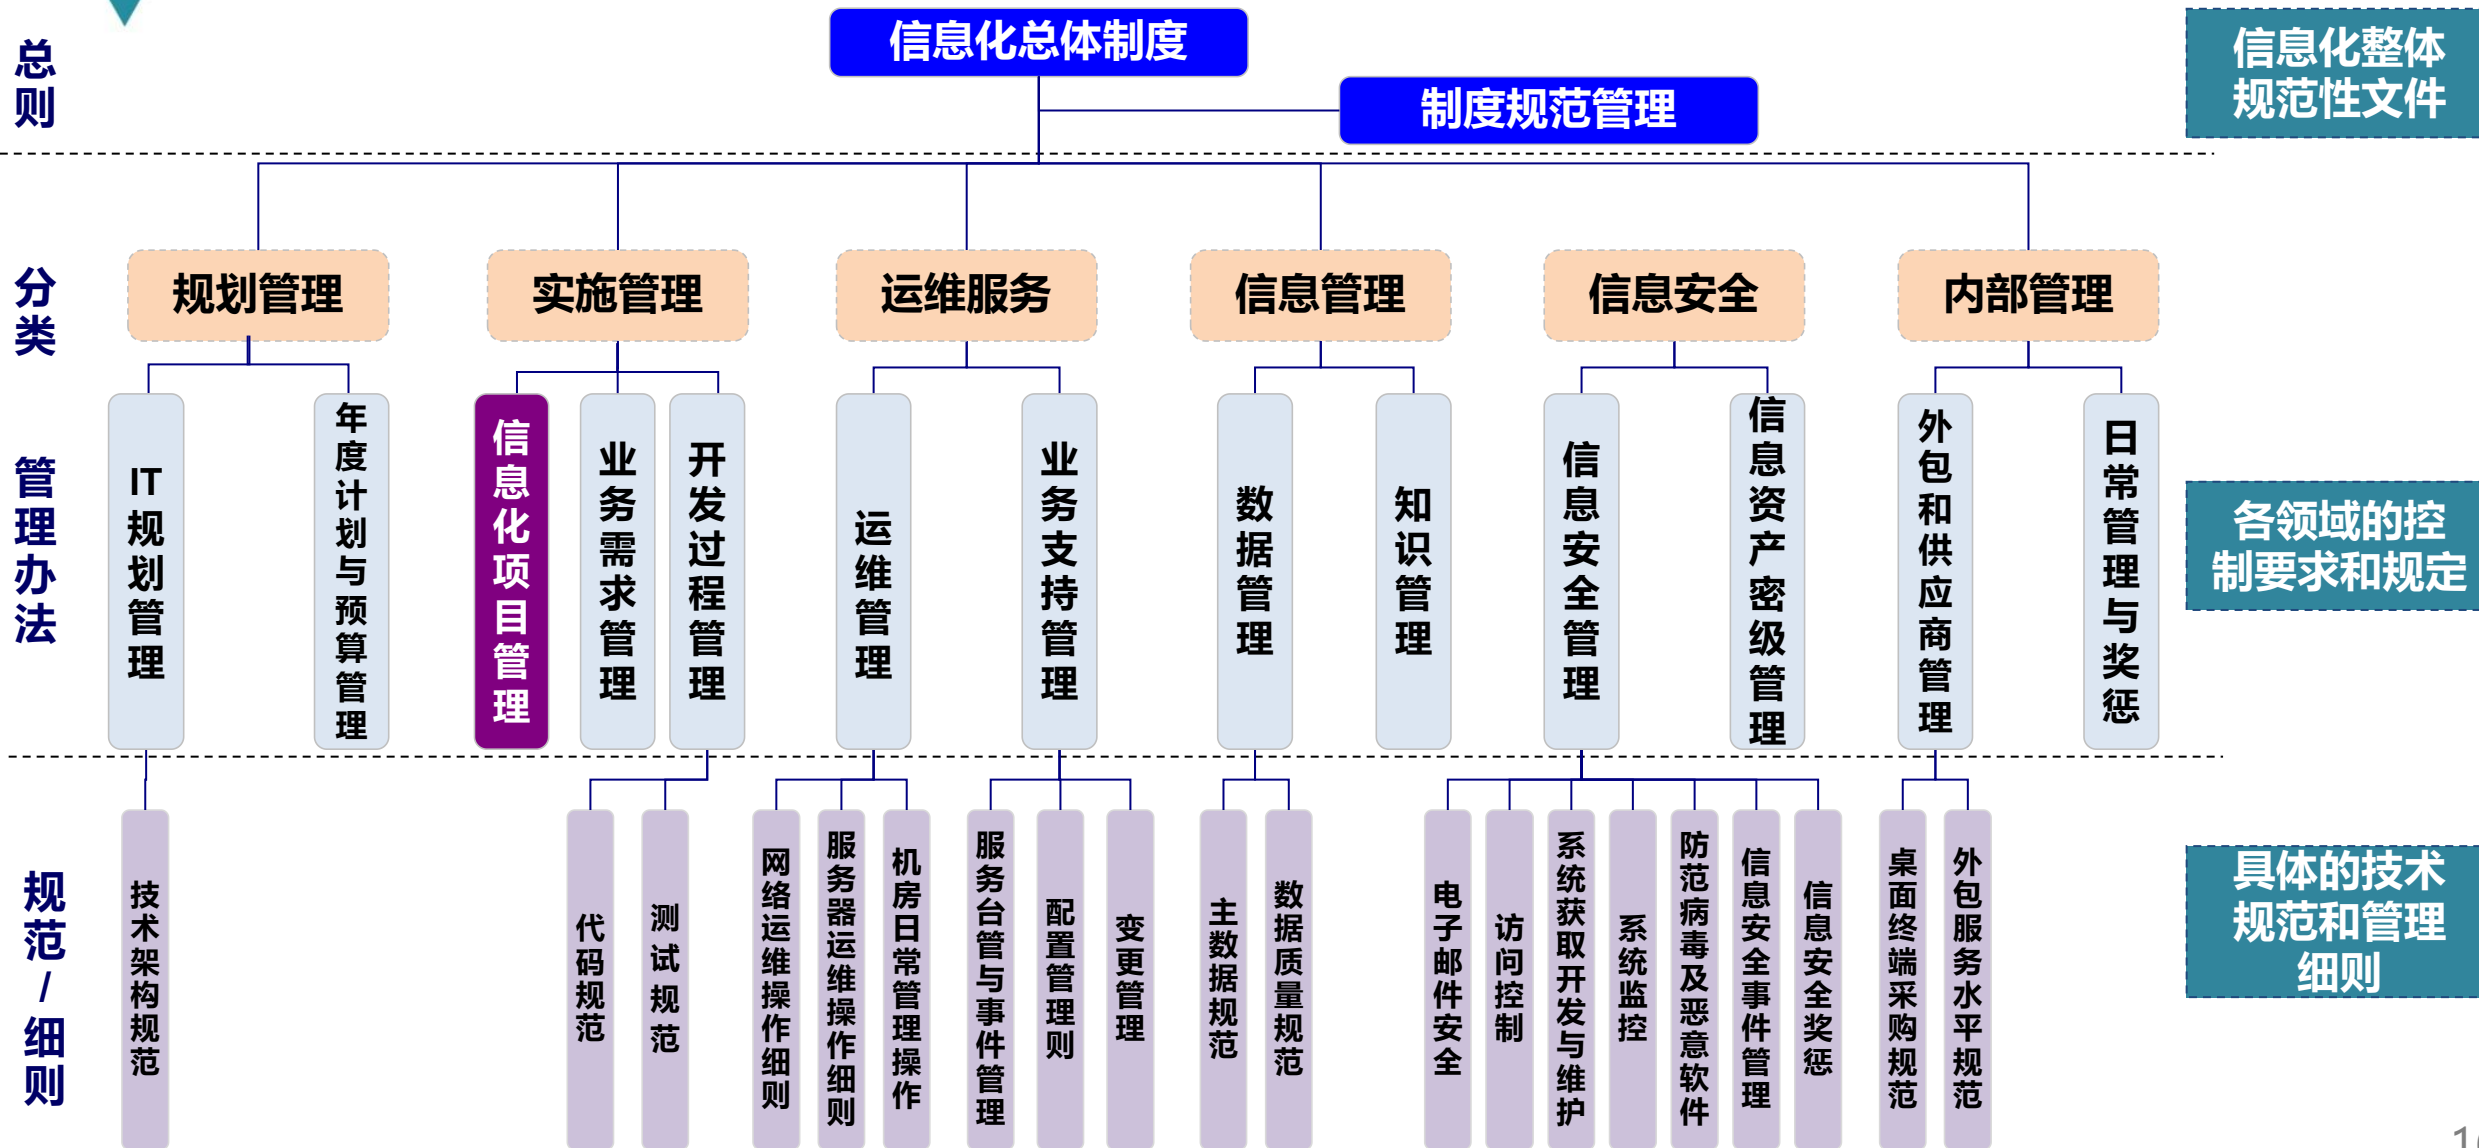 总则
信息化总体制度
制度规范管理
信息化整体
规范性文件
分类
规划管理
实施管理
运维服务
信息管理
信息安全
内部管理
管理办法
IT规划管理
年度计划与预算管理
信息化项目管理
业务需求管理
开发过程管理
运维管理
业务支持管理
数据管理
知识管理
信息安全管理
信息资产密级管理
外包和供应商管理
日常管理与奖惩
各领域的控
制要求和规定
规范/细则
技术架构规范
代码规范
测试规范
网络运维操作细则
服务器运维操作细则
机房日常管理操作
服务台管与事件管理
配置管理则
变更管理
主数据规范
数据质量规范
电子邮件安全
访问控制
系统获取开发与维护
系统监控
防范病毒及恶意软件
信息安全事件管理
信息安全奖惩
桌面终端采购规范
外包服务水平规范
具体的技术
规范和管理
细则